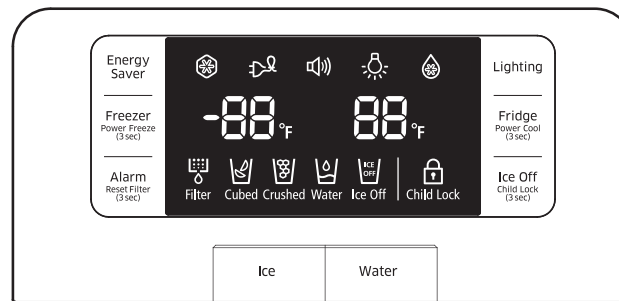 Energy
Saver
Lighting
Freezer
Power Freeze
(3 sec)
-88 °F
88 °F
Fridge
Power Cool
(3 sec)
Alarm
Reset Filter
(3 sec)
ICE
OFF
Filter
Cubed
Crushed
Water
Ice Off
Child Lock
Ice Off
Child Lock
(3 sec)
Ice
Water